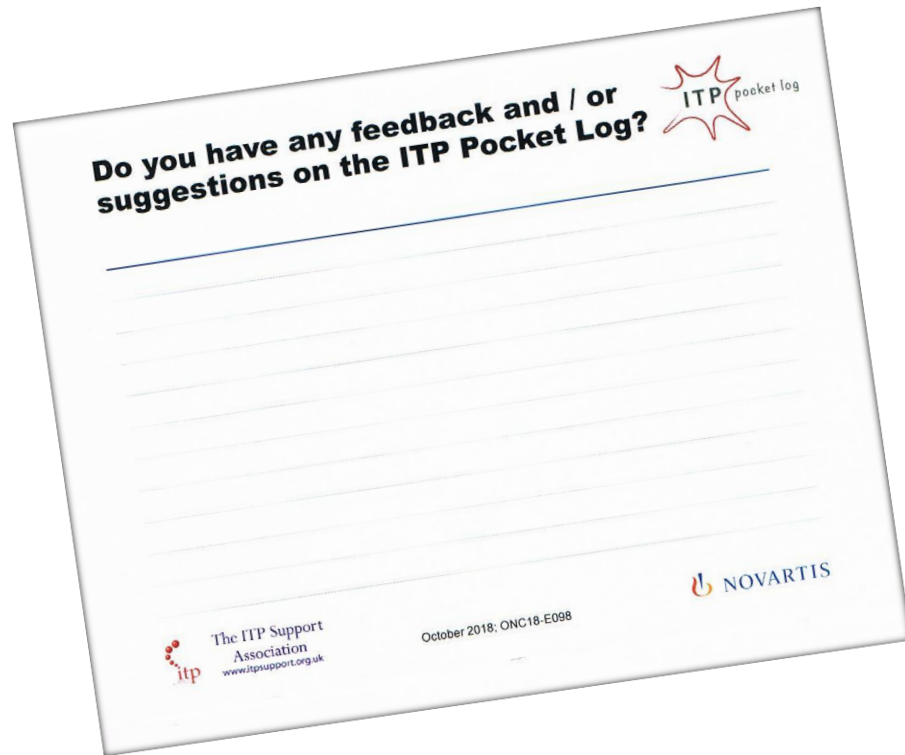 Do you have any feedback and / or
suggestions on the ITP Pocket Log?
ITP pocket log
The ITP Support
Association
www.itpsupport.org.uk
itp
October 2018; ONC18-E098
NOVARTIS